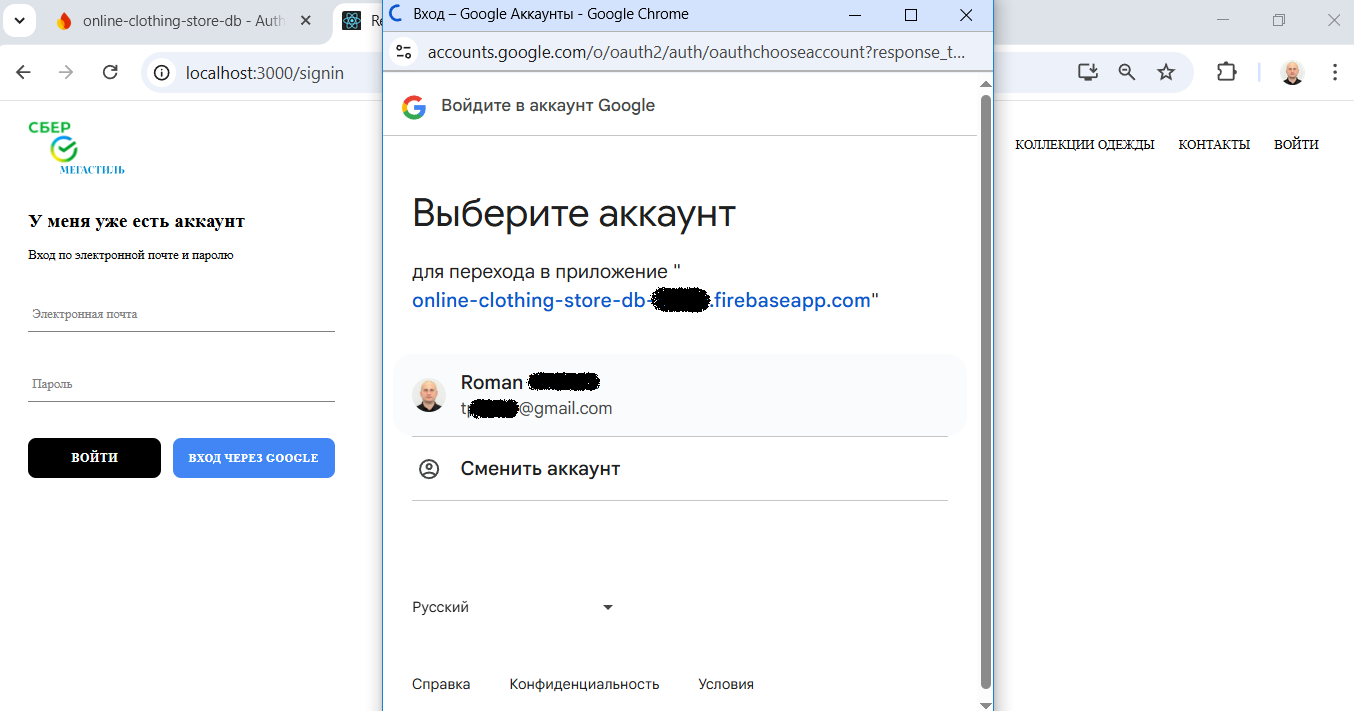 online-clothing-store-db - Auth
Re
Вход – Google Аккаунты - Google Chrome
localhost:3000/signin
accounts.google.com/o/oauth2/auth/oauthchooseaccount?response_t...
СБЕР
МЕГАСТИЛЬ
КОЛЛЕКЦИИ ОДЕЖДЫ КОНТАКТЫ ВОЙТИ
У меня уже есть аккаунт
Вход по электронной почте и паролю
Электронная почта
Пароль
ВОЙТИ ВХОД ЧЕРЕЗ GOOGLE
Войдите в аккаунт Google
Выберите аккаунт
для перехода в приложение "
online-clothing-store-db- .firebaseapp.com"
Roman
@gmail.com
Сменить аккаунт
Русский
Справка Конфиденциальность Условия